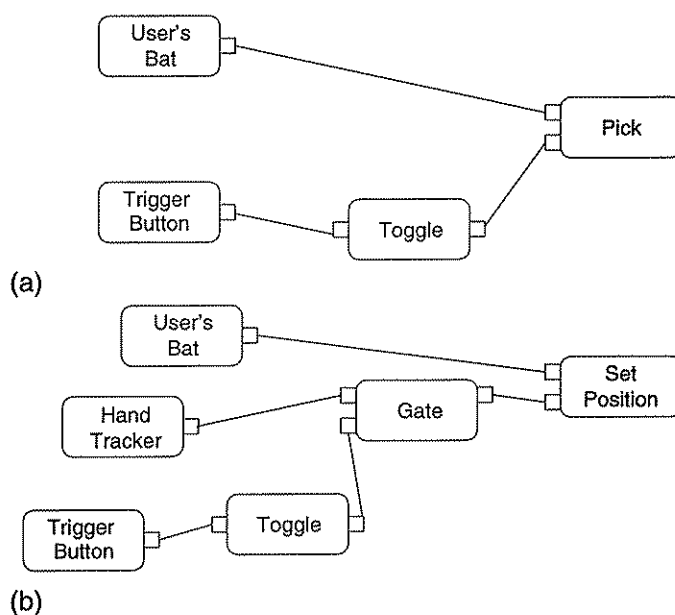 User's
Bat
Pick
Trigger
Button
Toggle
(a)
User's
Bat
Set
Position
Hand
Tracker
Gate
Trigger
Button
Toggle
(b)